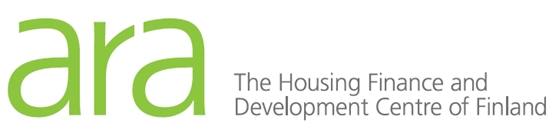 ara
The Housing Finance and
Development Centre of Finland